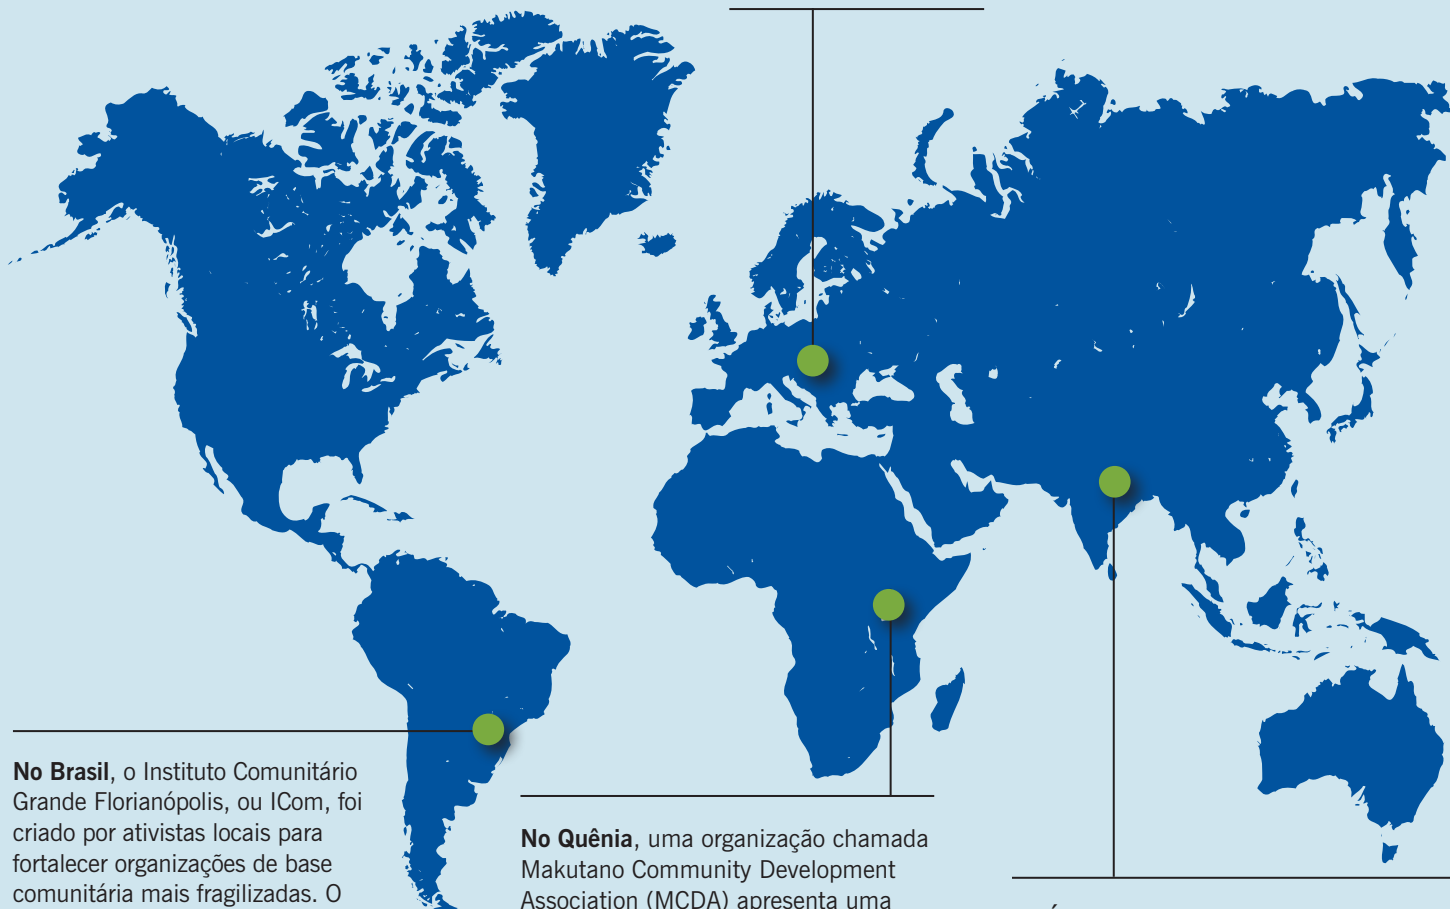 No Brasil, o Instituto Comunitário
Grande Florianópolis, ou ICom, foi
criado por ativistas locais para
fortalecer organizações de base
comunitária mais fragilizadas. O
No Quênia, uma organização chamada
Makutano Community Development
Association (MCDA) apresenta uma